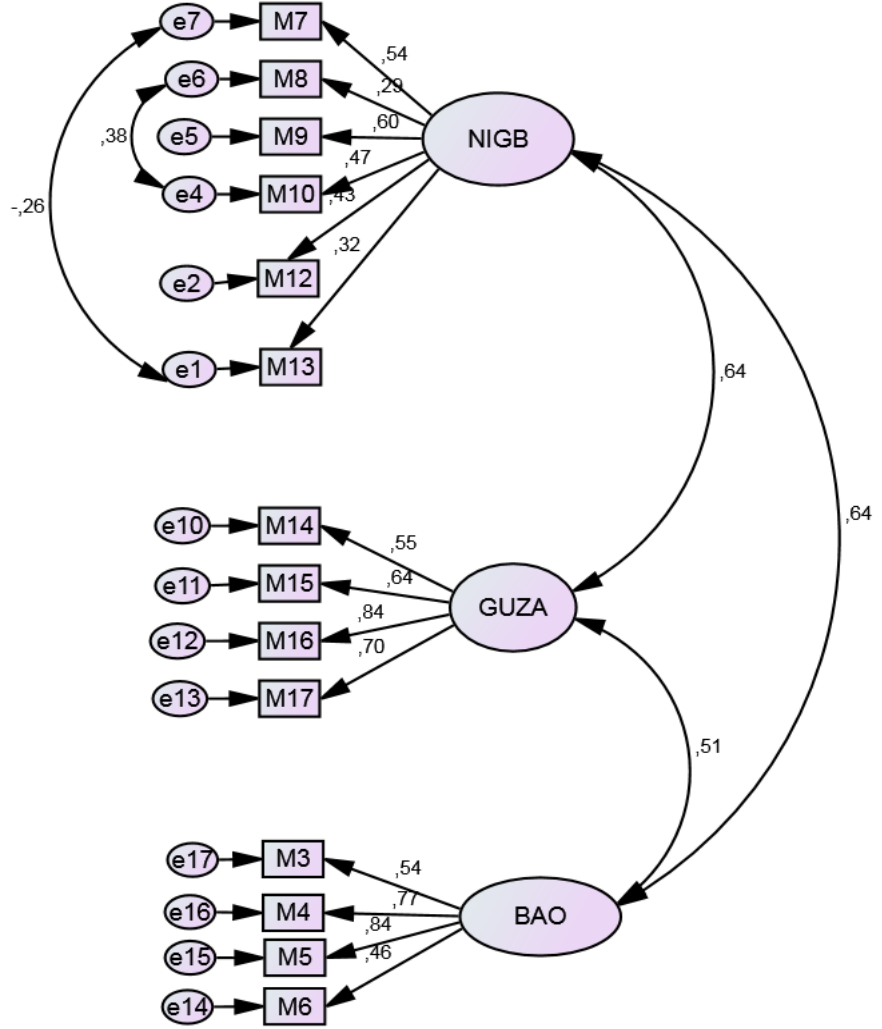 e7 M7
,54
e6 M8
,29
,60
e5 M9
NIGB
,38
,47
e4 M10
,43
-,26
,32
e2 M12
e1 M13
,64
,64
e10 M14
,55
e11 M15
,64
GUZA
,84
e12 M16
,70
e13 M17
,51
e17 M3
,54
,77
e16 M4
BAO
,84
e15 M5
,46
e14 M6